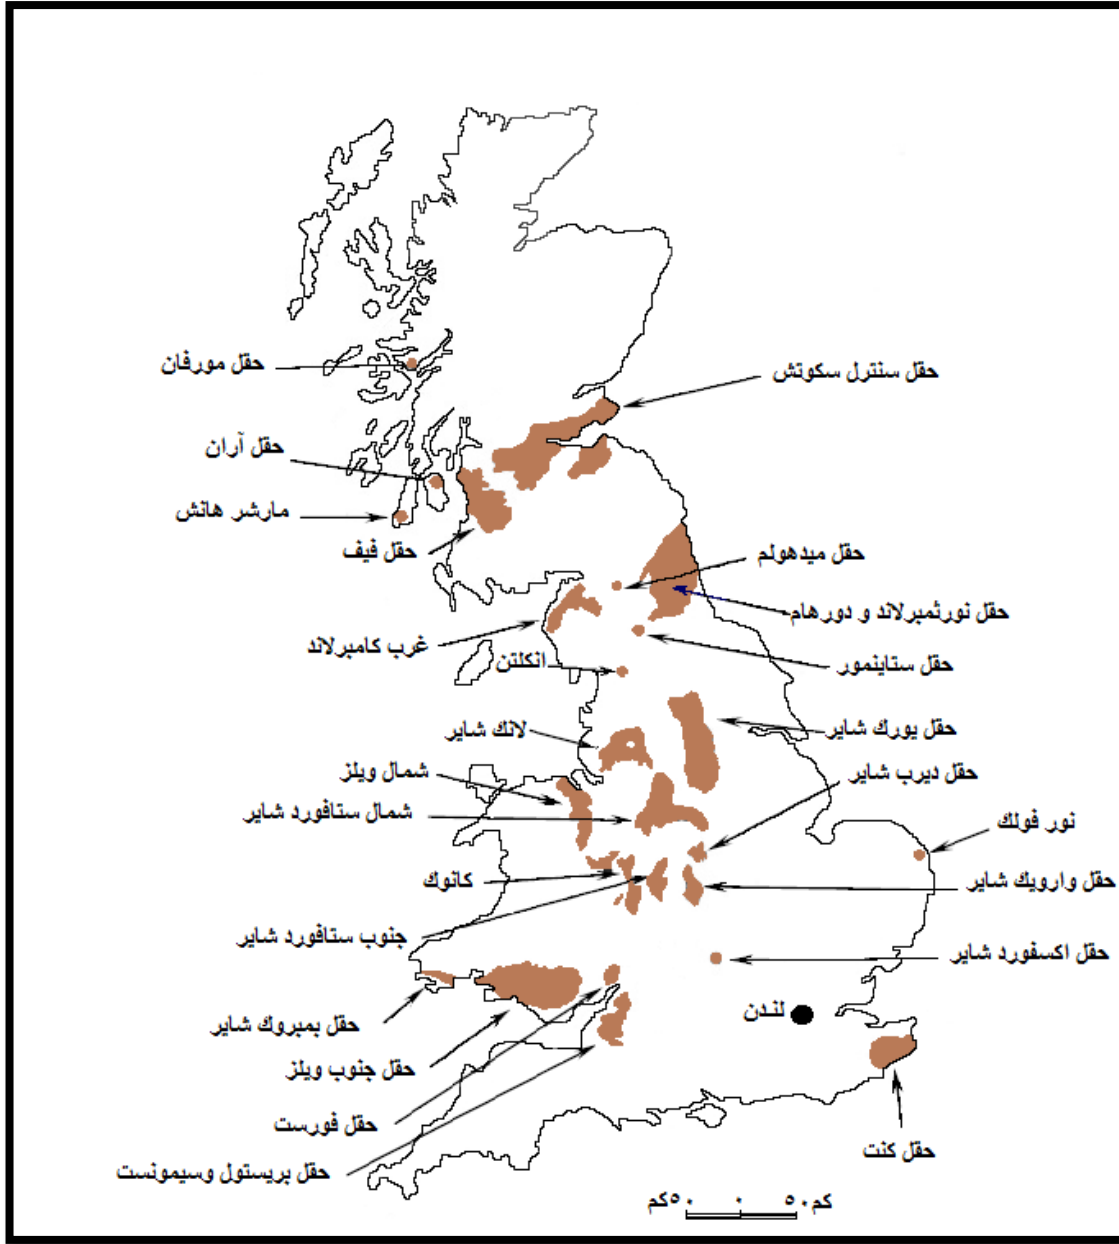 حقل مورفان
حقل سنترل سكوتش
حقل آران
مارشر هانش
حقل فيف
حقل ميدهولم
حقل نورثمبرلاند و دورهام
غرب كامبرلاند
انكلتن
حقل ستاينمور
لانك شاير
حقل يورك شاير
شمال ويلز
حقل ديرب شاير
شمال ستافورد شاير
نور فولك
كانوك
حقل وارويك شاير
جنوب ستافورد شاير
حقل اكسفورد شاير
حقل بمبروك شاير
لندن
حقل جنوب ويلز
حقل فورست
حقل كنت
حقل بريستول وسيمونست
٥٠كم ٠ ٥٠كم